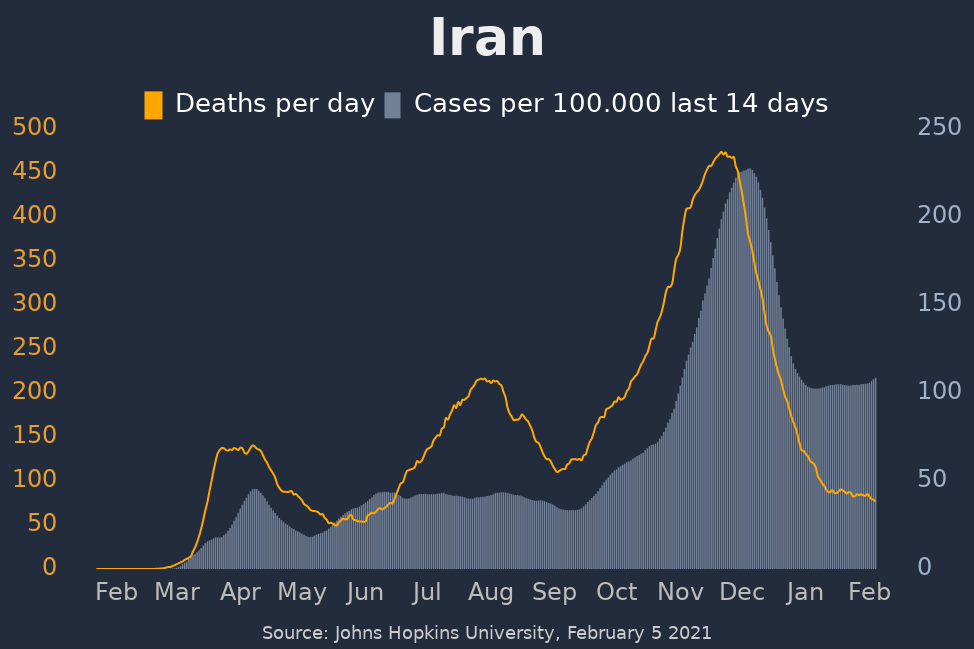 Iran
Deaths per day Cases per 100.000 last 14 days
500 250
450
400 200
350
300 150
250
200 100
150
100 50
50
0 0
Feb Mar Apr May Jun Jul Aug Sep Oct Nov Dec Jan Feb
Source: Johns Hopkins University, February 5 2021